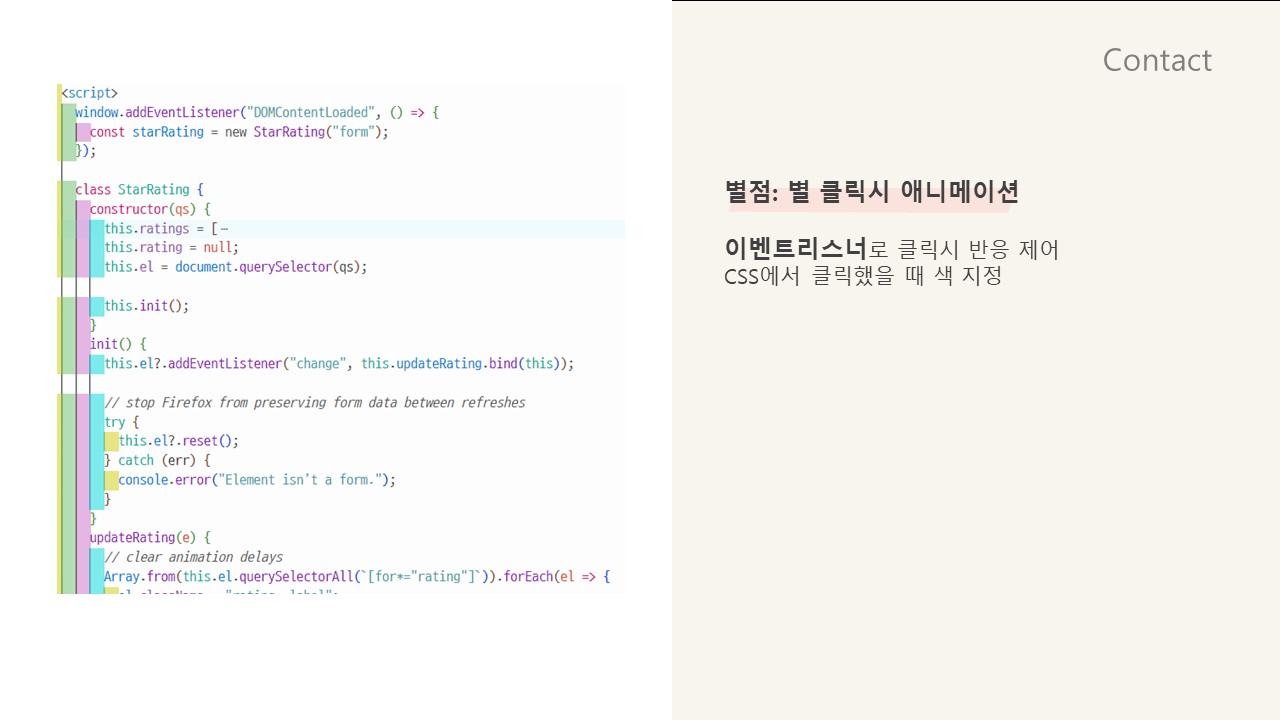 <script>
window.addEventListener("DOMContentLoaded", () => {
const starRating = new StarRating("form");
});
class StarRating {
constructor(qs) {
this.ratings = [⋯
this.rating = null;
this.el = document.querySelector(qs);
this.init();
}
init() {
this.el?.addEventListener("change", this.updateRating.bind(this));
// stop Firefox from preserving form data between refreshes
try {
this.el?.reset();
} catch (err) {
console.error("Element isn't a form.");
}
}
updateRating(e) {
// clear animation delays
Array.from(this.el.querySelectorAll(`[for*="rating"]`)).forEach(el => {
Contact
별점: 별 클릭시 애니메이션
이벤트리스너로 클릭시 반응 제어
CSS에서 클릭했을 때 색 지정